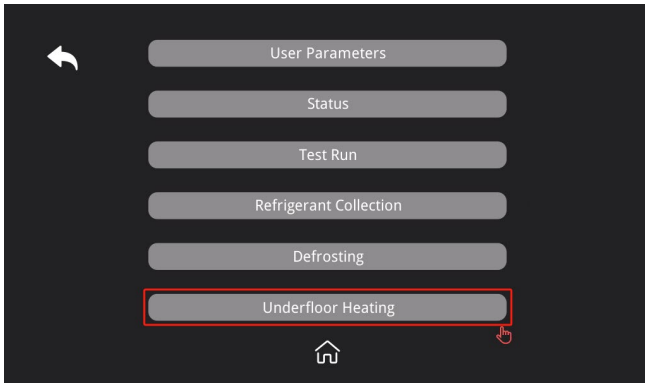 User Parameters
Status
Test Run
Refrigerant Collection
Defrosting
Underfloor Heating